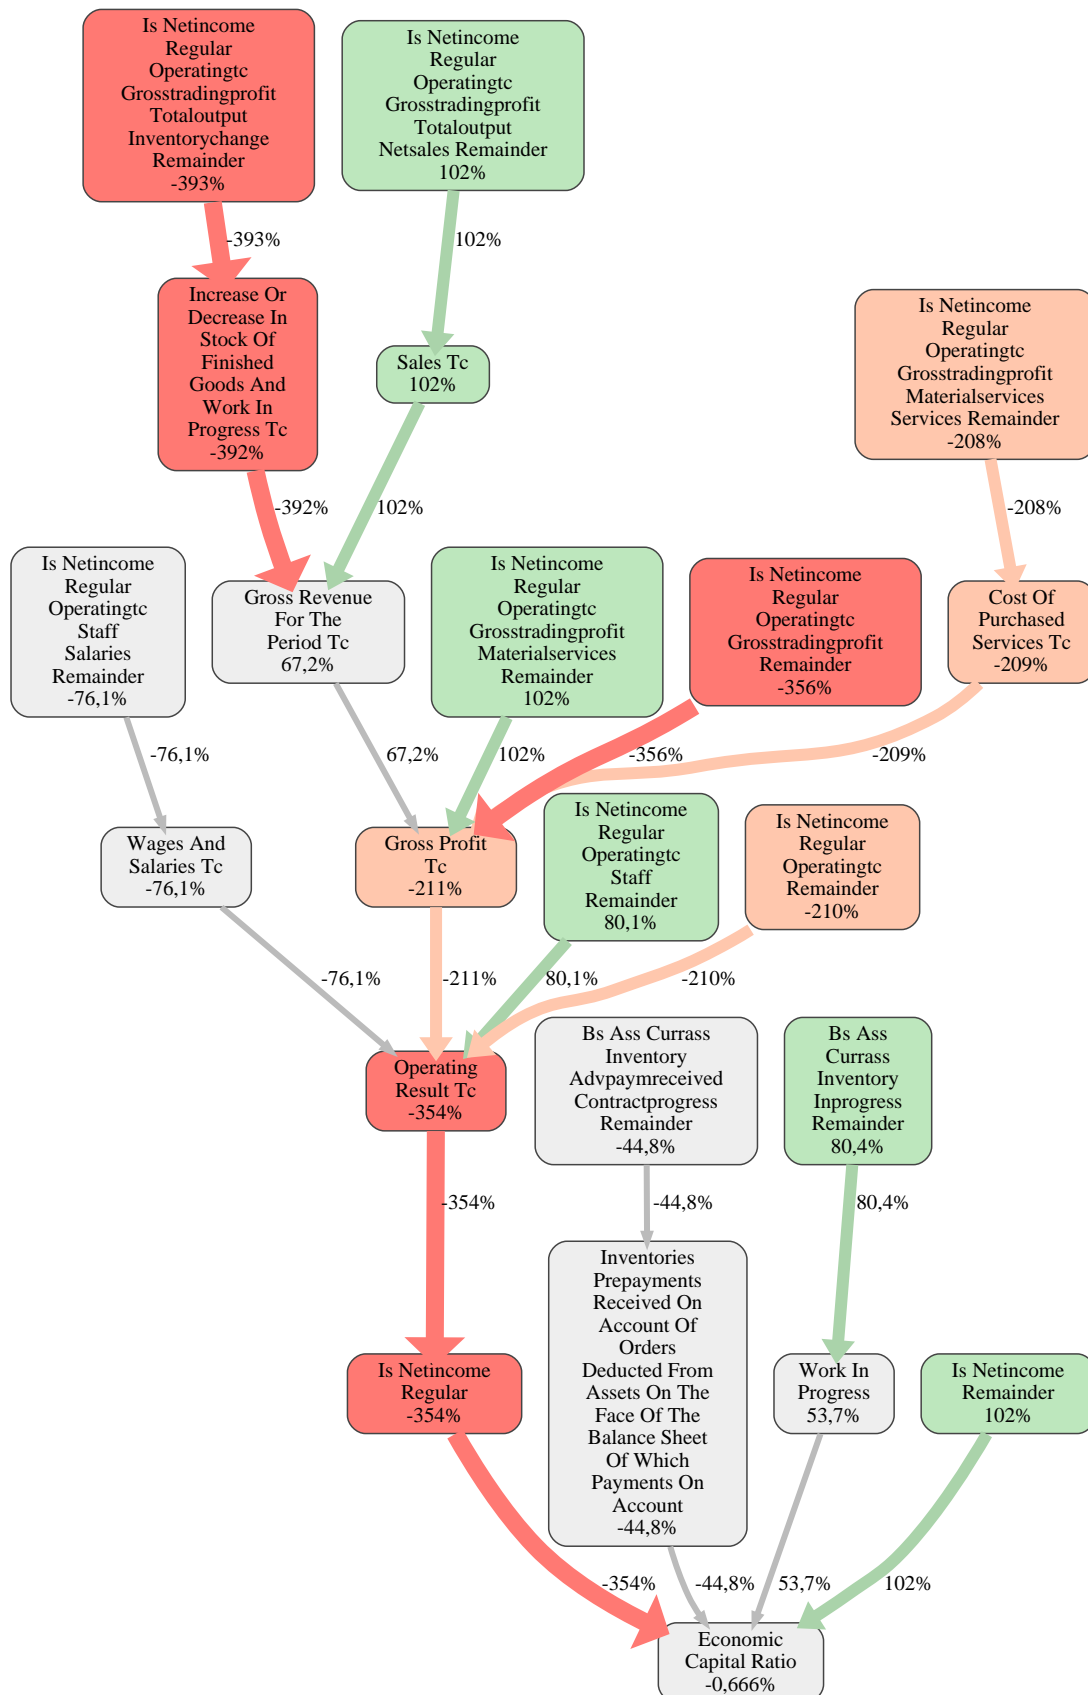 Is Netincome
Regular
Operatingtc
Grosstradingprofit
Totaloutput
Inventorychange
Remainder
-393%
Is Netincome
Regular
Operatingtc
Grosstradingprofit
Totaloutput
Netsales Remainder
102%
-393%
102%
Increase Or
Decrease In
Stock Of
Finished
Goods And
Work In
Progress Tc
-392%
Sales Tc
102%
Is Netincome
Regular
Operatingtc
Grosstradingprofit
Materialservices
Services Remainder
-208%
-392%
102%
-208%
Is Netincome
Regular
Operatingtc
Staff
Salaries
Remainder
-76,1%
Gross Revenue
For The
Period Tc
67,2%
Is Netincome
Regular
Operatingtc
Grosstradingprofit
Materialservices
Remainder
102%
Is Netincome
Regular
Operatingtc
Grosstradingprofit
Remainder
-356%
Cost Of
Purchased
Services Tc
-209%
-76,1%
67,2%
102%
-356%
-209%
Wages And
Salaries Tc
-76,1%
Gross Profit
Tc
-211%
Is Netincome
Regular
Operatingtc
Staff
Remainder
80,1%
Is Netincome
Regular
Operatingtc
Remainder
-210%
-76,1%
-211%
80,1%
-210%
Operating
Result Tc
-354%
Bs Ass Currass
Inventory
Advpaymreceived
Contractprogress
Remainder
-44,8%
Bs Ass
Currass
Inventory
Inprogress
Remainder
80,4%
-354%
-44,8%
80,4%
Is Netincome
Regular
-354%
Inventories
Prepayments
Received On
Account Of
Orders
Deducted From
Assets On The
Face Of The
Balance Sheet
Of Which
Payments On
Account
-44,8%
Work In
Progress
53,7%
Is Netincome
Remainder
102%
-354%
-44,8%
53,7%
102%
Economic
Capital Ratio
-0,666%